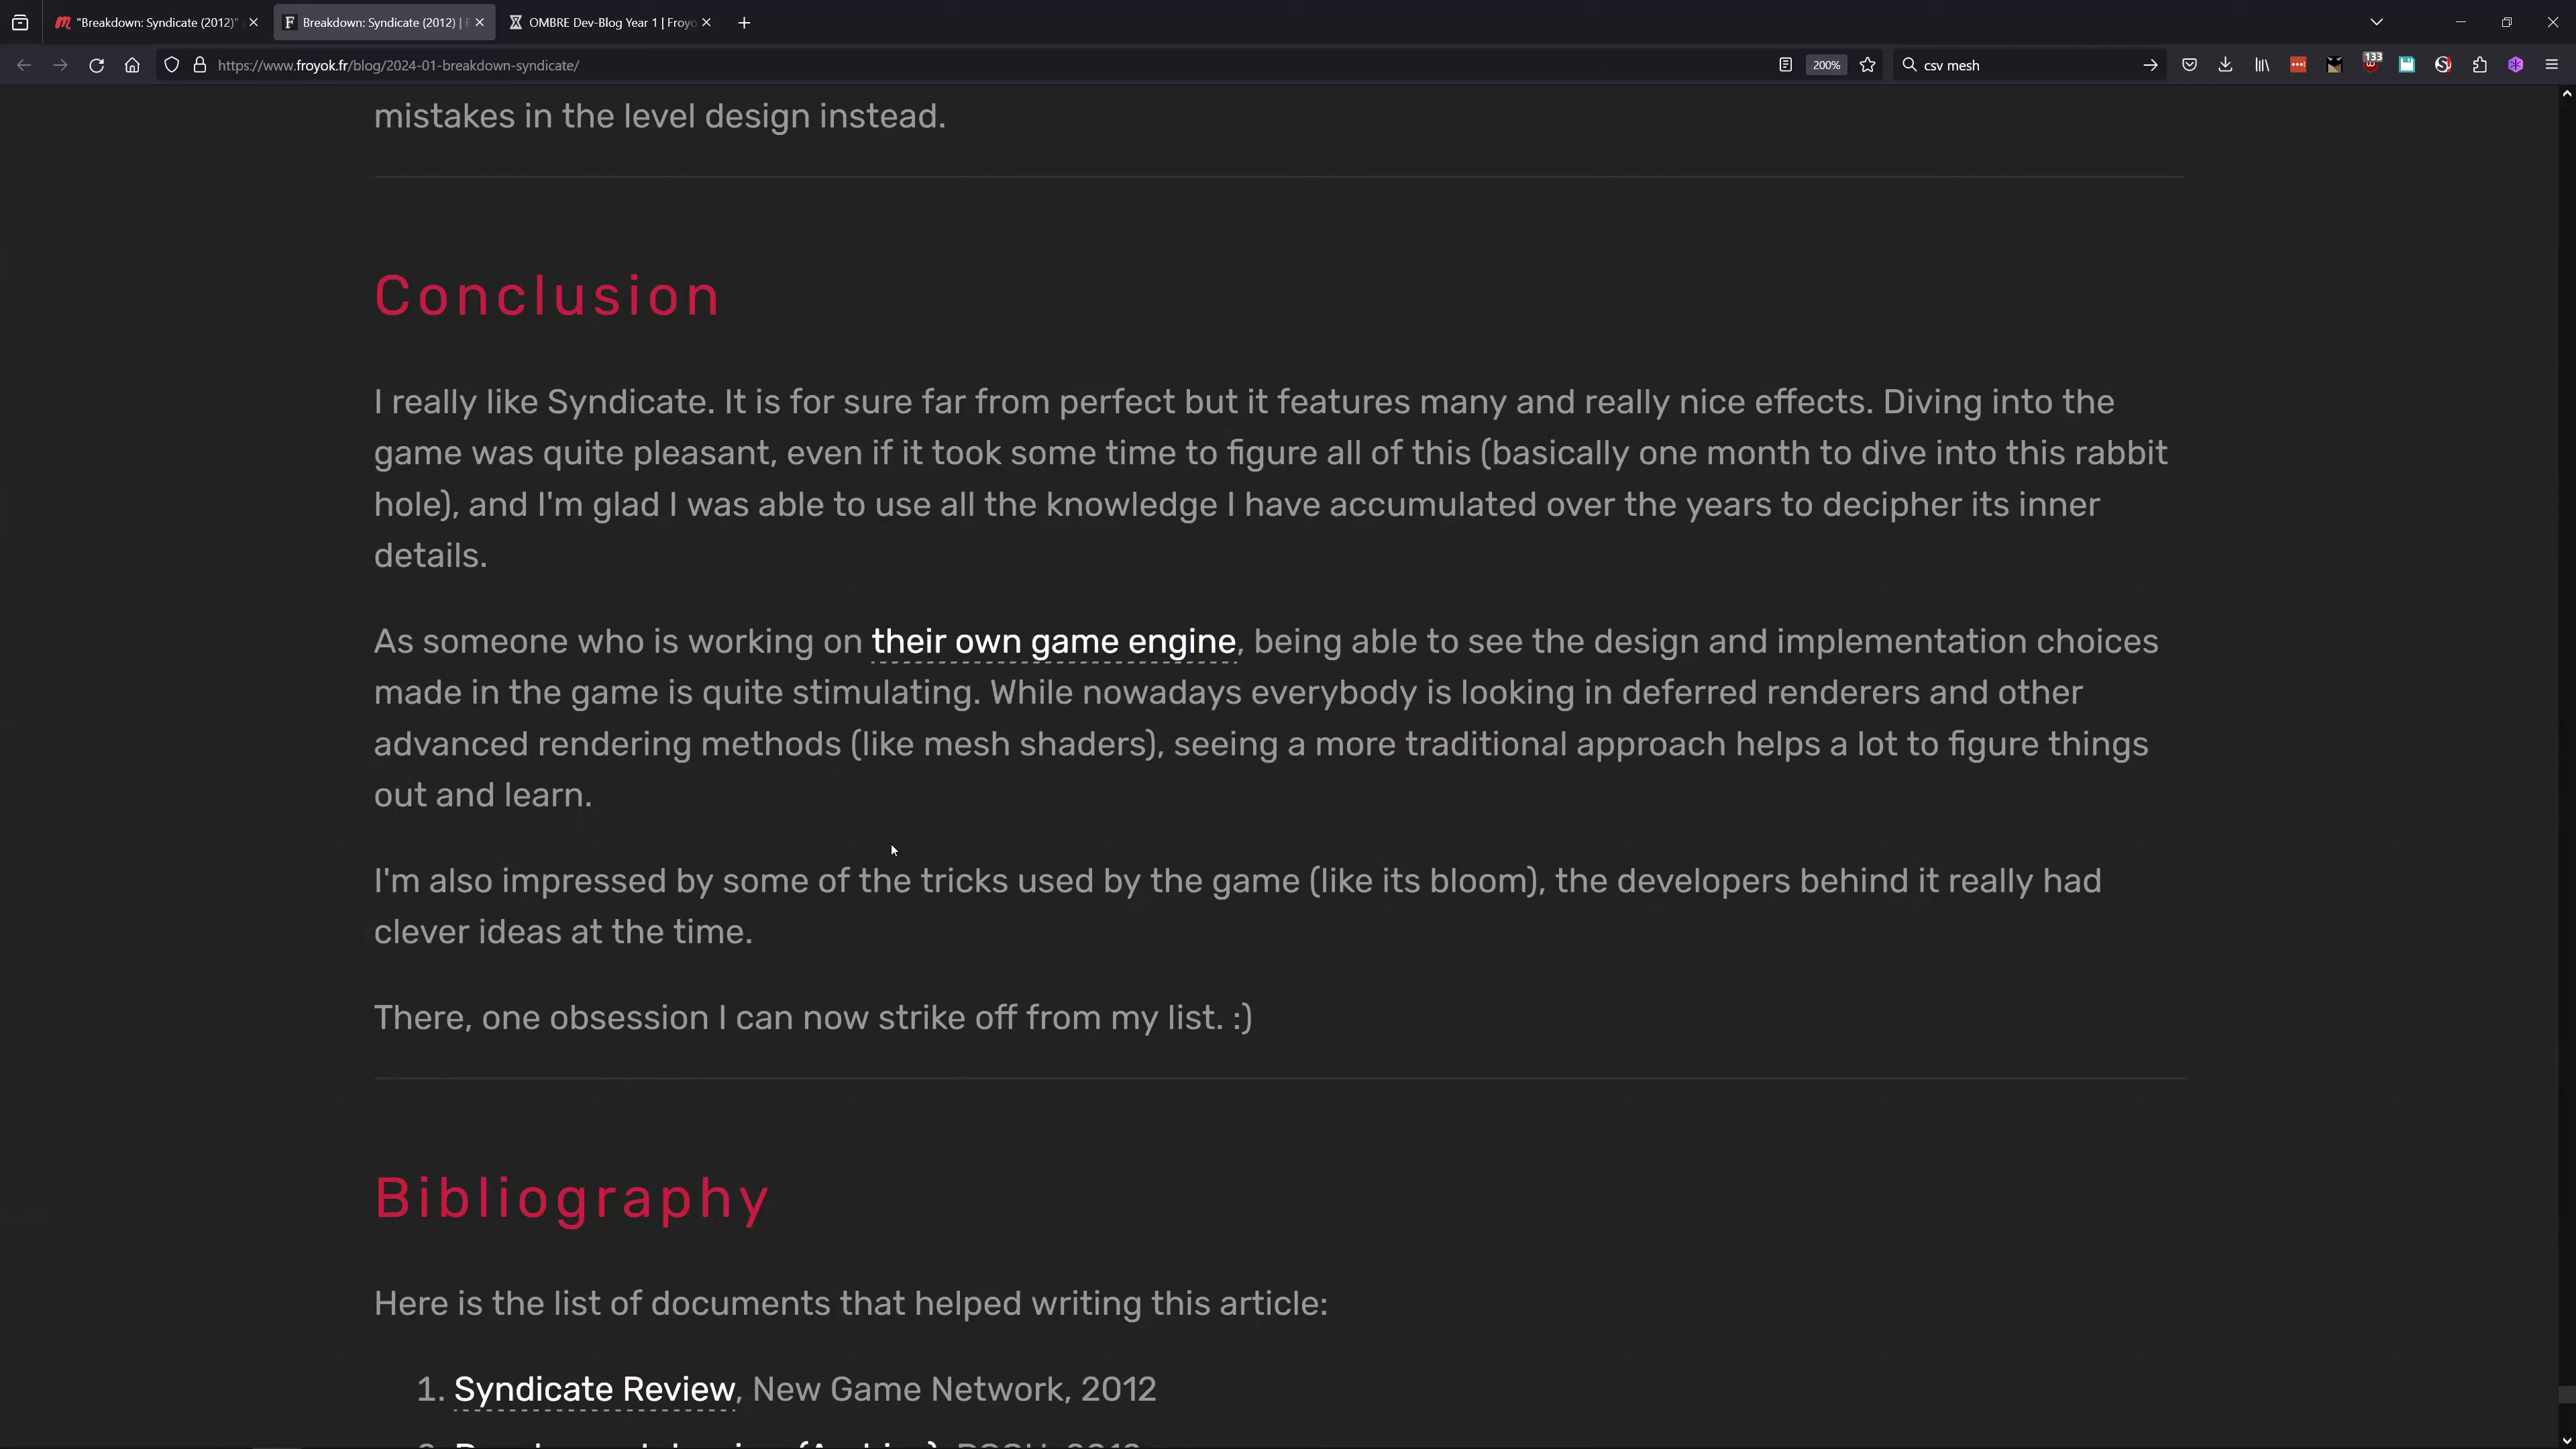 "Breakdown: Syndicate (2012)"
Breakdown: Syndicate (2012) |
OMBRE Dev-Blog Year 1 | Froyo
https://www.froyok.fr/blog/2024-01-breakdown-syndicate/
200%
csv mesh
133
mistakes in the level design instead.
Conclusion
I really like Syndicate. It is for sure far from perfect but it features many and really nice effects. Diving into the
game was quite pleasant, even if it took some time to figure all of this (basically one month to dive into this rabbit
hole), and I'm glad I was able to use all the knowledge I have accumulated over the years to decipher its inner
details.
As someone who is working on their own game engine, being able to see the design and implementation choices
made in the game is quite stimulating. While nowadays everybody is looking in deferred renderers and other
advanced rendering methods (like mesh shaders), seeing a more traditional approach helps a lot to figure things
out and learn.
I'm also impressed by some of the tricks used by the game (like its bloom), the developers behind it really had
clever ideas at the time.
There, one obsession I can now strike off from my list. :)
Bibliography
Here is the list of documents that helped writing this article:
1. Syndicate Review, New Game Network, 2012